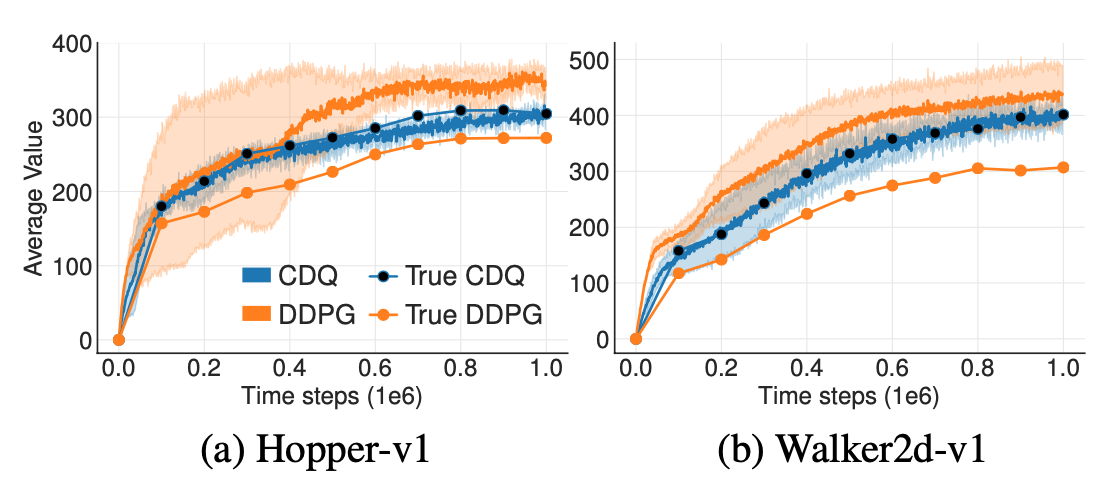 400
300
200
100
0
Average Value
CDQ
True CDQ
DDPG
True DDPG
0.0 0.2 0.4 0.6 0.8 1.0
Time steps (1e6)
(a) Hopper-v1
500
400
300
200
100
0
0.0 0.2 0.4 0.6 0.8 1.0
Time steps (1e6)
(b) Walker2d-v1